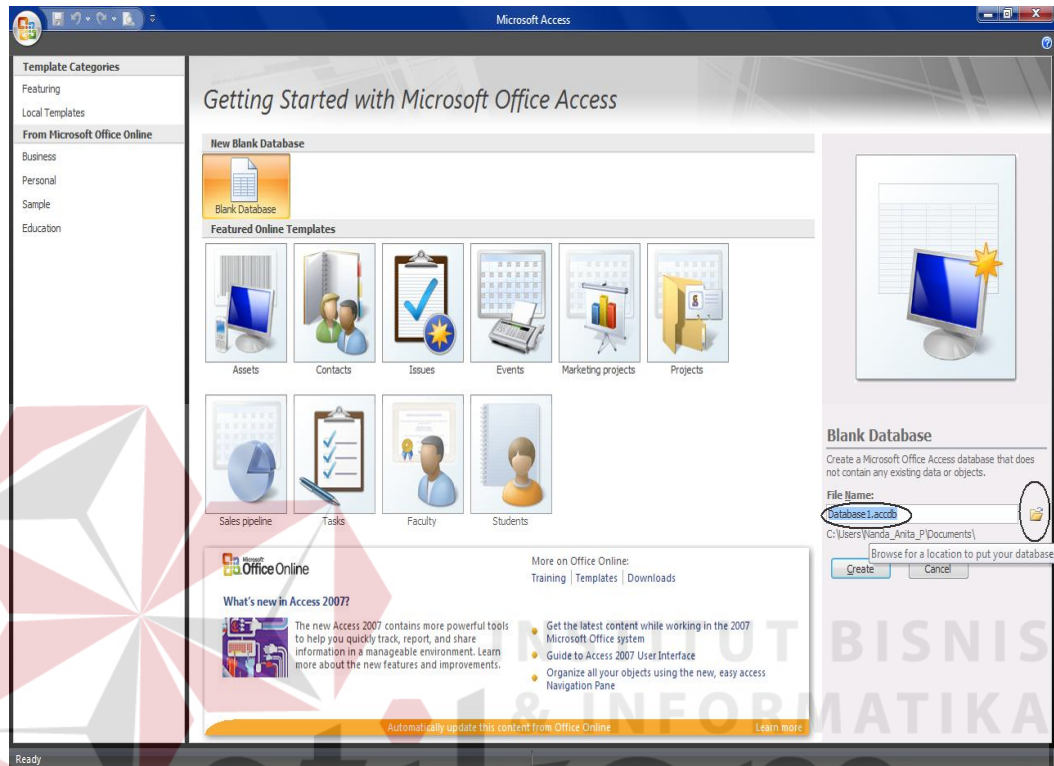 Microsoft Access
Template Categories
Featuring
Local Templates
From Microsoft Office Online
Business
Personal
Sample
Education
Getting Started with Microsoft Office Access
New Blank Database
Blank Database
Featured Online Templates
Assets
Contacts
Issues
Events
Marketing projects
Projects
Sales pipeline
Tasks
Faculty
Students
Microsoft
Office Online
What's new in Access 2007?
The new Access 2007 contains more powerful tools
to help you quickly track, report, and share
information in a manageable environment. Learn
more about the new features and improvements.
More on Office Online:
Training | Templates | Downloads
Get the latest content while working in the 2007
Microsoft Office system
Guide to Access 2007 User Interface
Organize all your objects using the new, easy access
Navigation Pane
Automatically update this content from Office Online
Learn more
Blank Database
Create a Microsoft Office Access database that does
not contain any existing data or objects.
File Name:
Database1.accdb
C:\Users\Nanda_Anita_P\Documents\
Browse for a location to put your database
Create
Cancel
INSTITUT BISNIS
& INFORMATIKA
Ready